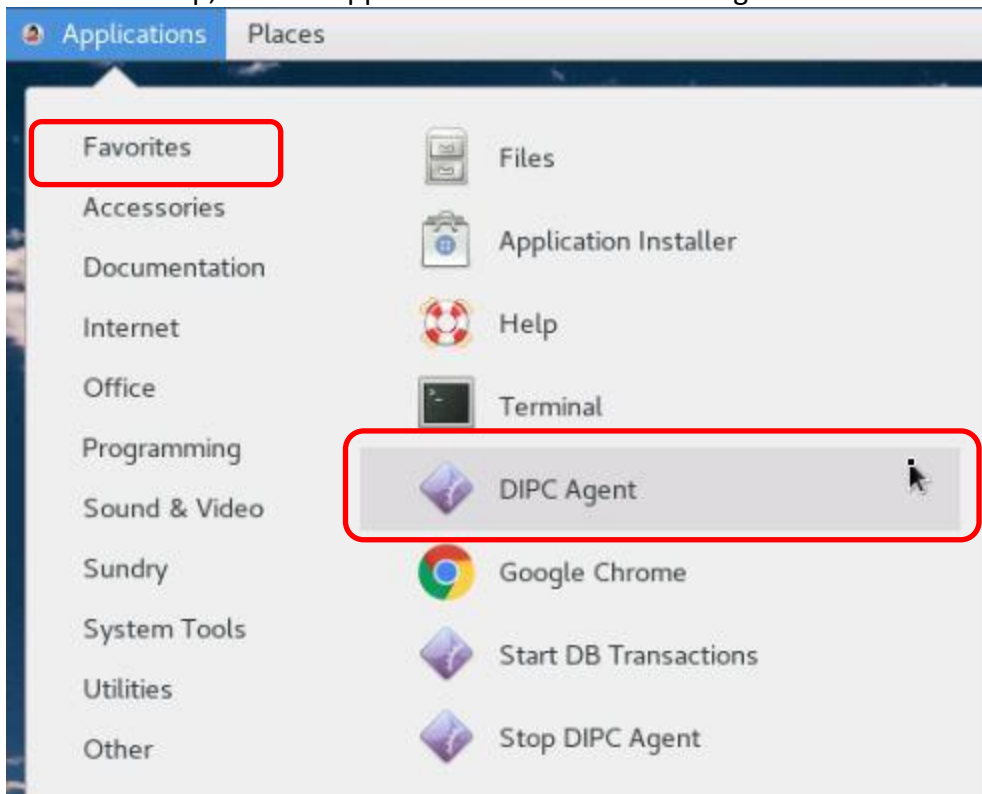 Applications Places
Favorites
Accessories
Documentation
Internet
Office
Programming
Sound & Video
Sundry
System Tools
Utilities
Other
Files
Application Installer
Help
Terminal
DIPC Agent
Google Chrome
Start DB Transactions
Stop DIPC Agent